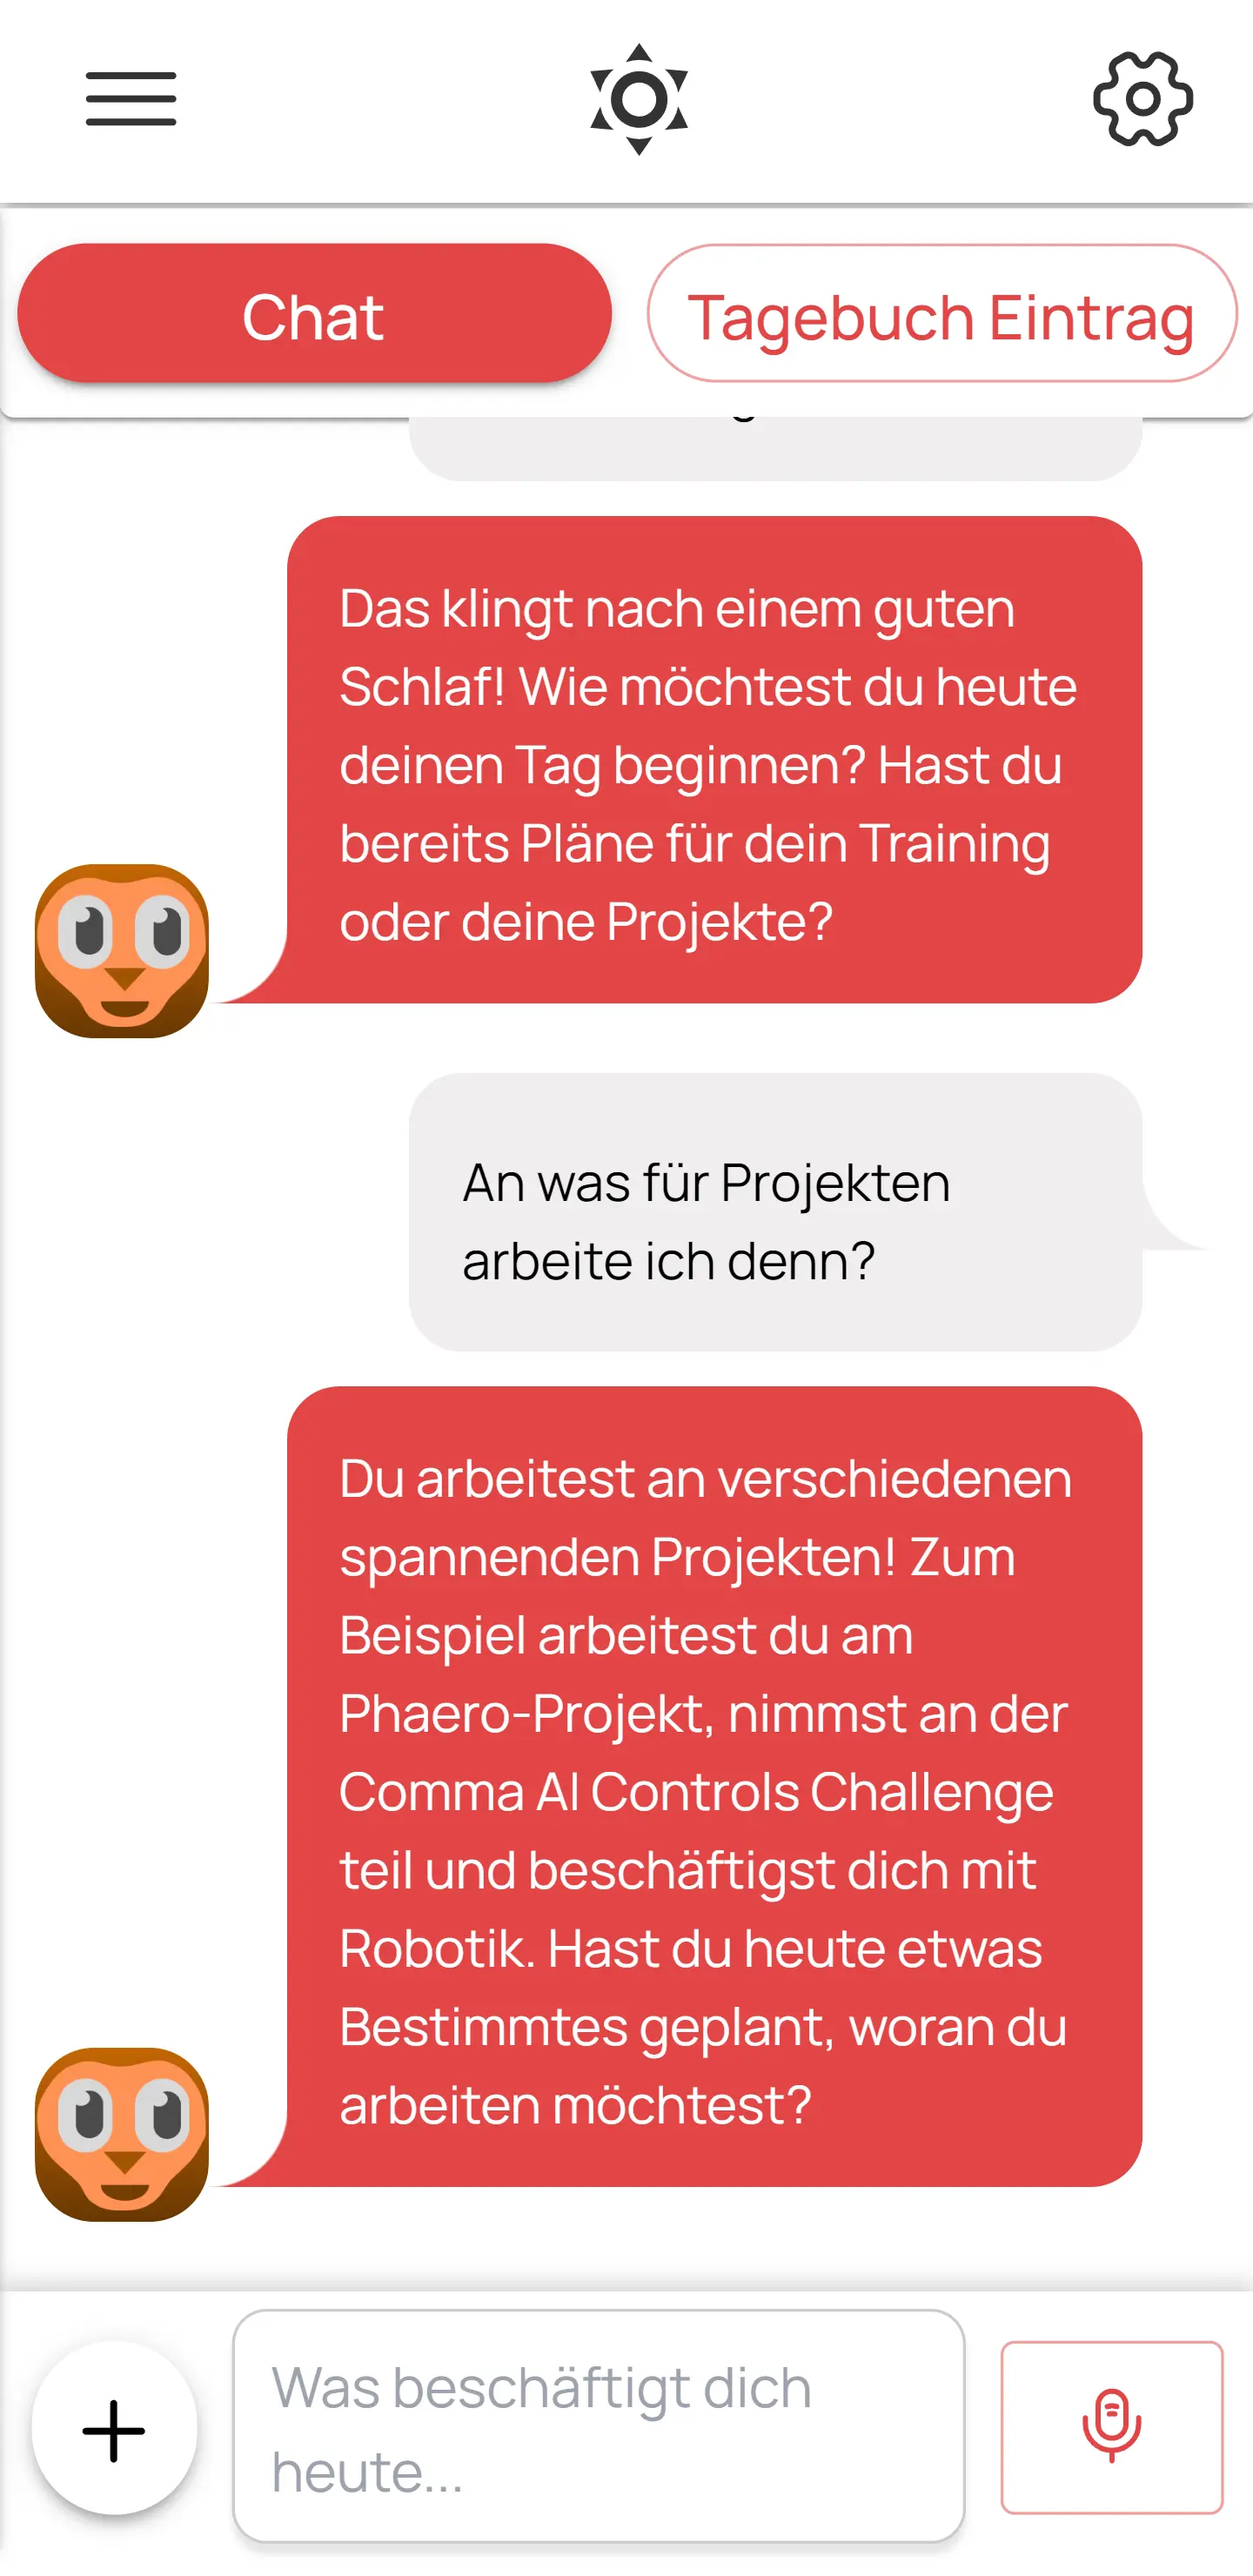 Chat
Tagebuch Eintrag
Das klingt nach einem guten
Schlaf! Wie möchtest du heute
deinen Tag beginnen? Hast du
bereits Pläne für dein Training
oder deine Projekte?
An was für Projekten
arbeite ich denn?
Du arbeitest an verschiedenen
spannenden Projekten! Zum
Beispiel arbeitest du am
Phaero-Projekt, nimmst an der
Comma AI Controls Challenge
teil und beschäftigst dich mit
Robotik. Hast du heute etwas
Bestimmtes geplant, woran du
arbeiten möchtest?
Was beschäftigt dich
heute...